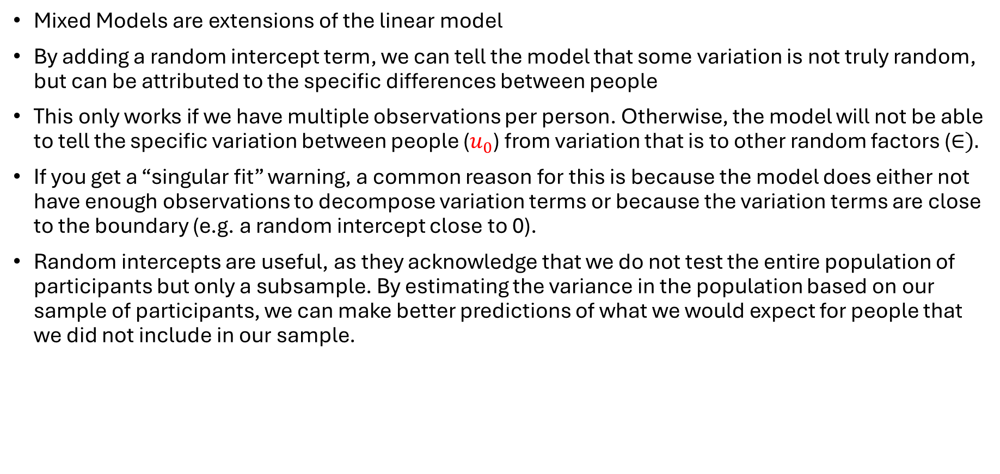 • Mixed Models are extensions of the linear model
• By adding a random intercept term, we can tell the model that some variation is not truly random,
but can be attributed to the specific differences between people
• This only works if we have multiple observations per person. Otherwise, the model will not be able
to tell the specific variation between people (𝑢₀) from variation that is to other random factors (∈).
• If you get a “singular fit” warning, a common reason for this is because the model does either not
have enough observations to decompose variation terms or because the variation terms are close
to the boundary (e.g. a random intercept close to 0).
• Random intercepts are useful, as they acknowledge that we do not test the entire population of
participants but only a subsample. By estimating the variance in the population based on our
sample of participants, we can make better predictions of what we would expect for people that
we did not include in our sample.